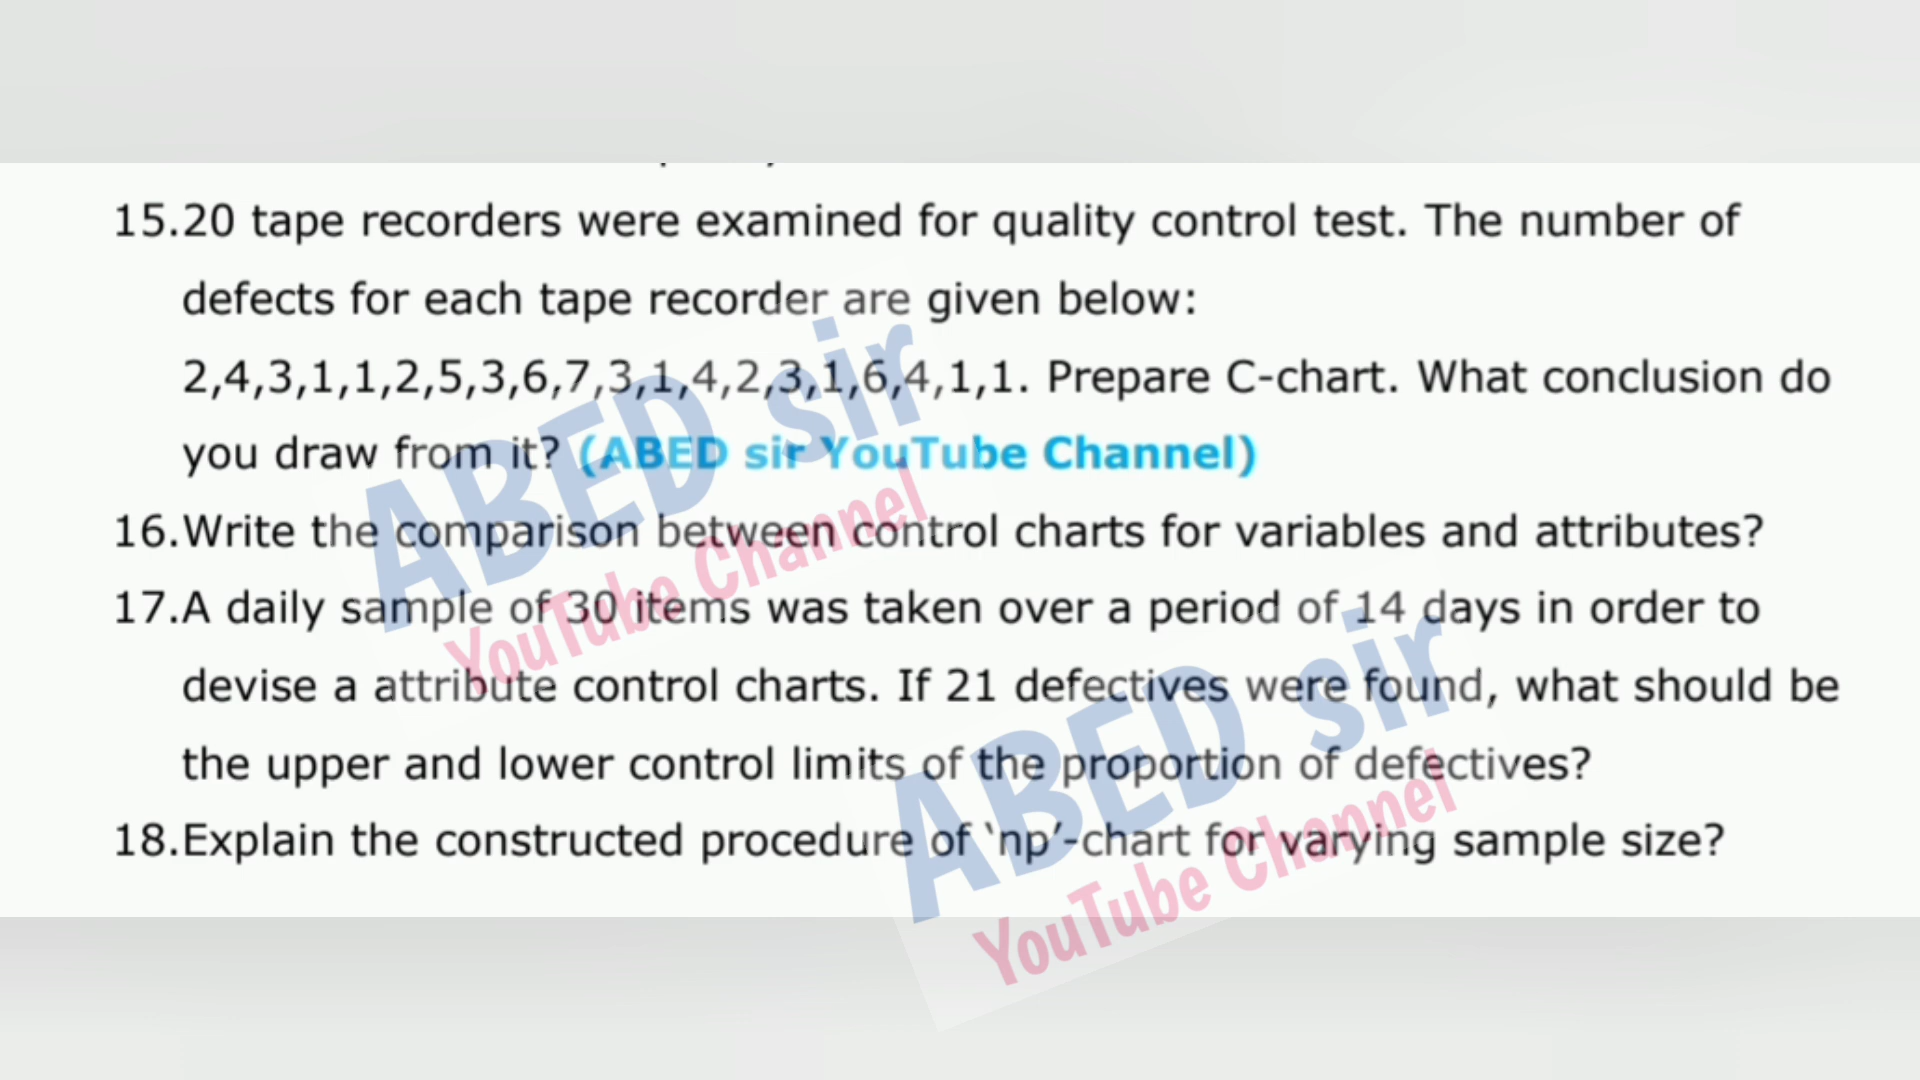 15.20 tape recorders were examined for quality control test. The number of
defects for each tape recorder are given below:
2,4,3,1,1,2,5,3,6,7,3,1,4,2,3,1,6,4,1,1. Prepare C-chart. What conclusion do
you draw from it? (ABED sir YouTube Channel)
16.Write the comparison between control charts for variables and attributes?
17.A daily sample of 30 items was taken over a period of 14 days in order to
devise a attribute control charts. If 21 defectives were found, what should be
the upper and lower control limits of the proportion of defectives?
18.Explain the constructed procedure of ‘np’-chart for varying sample size?
ABED sir
YouTube Channel
ABED sir
YouTube Channel